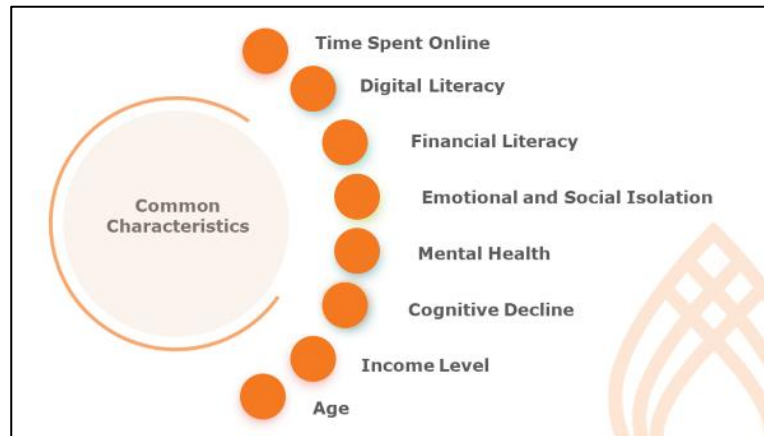 Time Spent Online
Digital Literacy
Financial Literacy
Emotional and Social Isolation
Common
Characteristics
Mental Health
Cognitive Decline
Income Level
Age